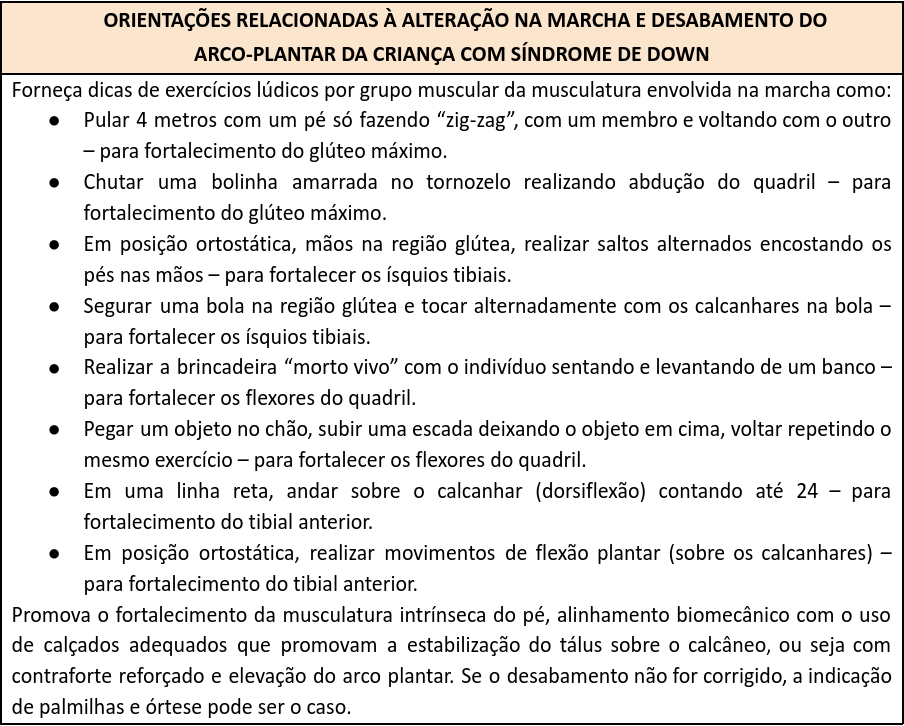 ORIENTAÇÕES RELACIONADAS À ALTERAÇÃO NA MARCHA E DESABAMENTO DO
ARCO-PLANTAR DA CRIANÇA COM SÍNDROME DE DOWN
Forneça dicas de exercícios lúdicos por grupo muscular da musculatura envolvida na marcha como:
● Pular 4 metros com um pé só fazendo “zig-zag”, com um membro e voltando com o outro
– para fortalecimento do glúteo máximo.
● Chutar uma bolinha amarrada no tornozelo realizando abdução do quadril – para
fortalecimento do glúteo máximo.
● Em posição ortostática, mãos na região glútea, realizar saltos alternados encostando os
pés nas mãos – para fortalecer os ísquios tibiais.
● Segurar uma bola na região glútea e tocar alternadamente com os calcanhares na bola –
para fortalecer os ísquios tibiais.
● Realizar a brincadeira “morto vivo” com o indivíduo sentando e levantando de um banco –
para fortalecer os flexores do quadril.
● Pegar um objeto no chão, subir uma escada deixando o objeto em cima, voltar repetindo o
mesmo exercício – para fortalecer os flexores do quadril.
● Em uma linha reta, andar sobre o calcanhar (dorsiflexão) contando até 24 – para
fortalecimento do tibial anterior.
● Em posição ortostática, realizar movimentos de flexão plantar (sobre os calcanhares) –
para fortalecimento do tibial anterior.
Promova o fortalecimento da musculatura intrínseca do pé, alinhamento biomecânico com o uso
de calçados adequados que promovam a estabilização do tálus sobre o calcâneo, ou seja com
contraforte reforçado e elevação do arco plantar. Se o desabamento não for corrigido, a indicação
de palmilhas e órtese pode ser o caso.